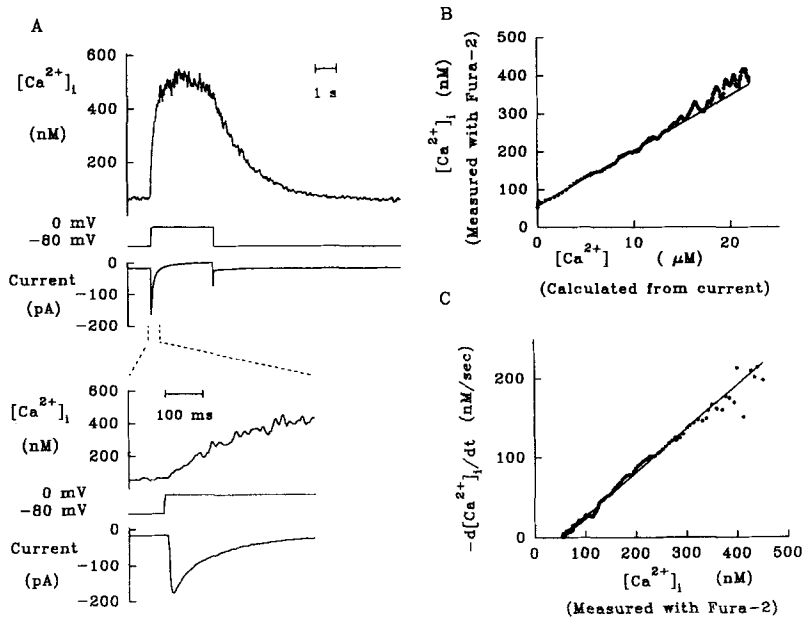 A
600
[Ca²⁺]ᵢ
400
(nM)
200
1 s
0 mV
−80 mV
Current
(pA)
0
−100
−200
[Ca²⁺]ᵢ
(nM)
600
400
200
100 ms
0 mV
−80 mV
Current
(pA)
0
−100
−200
B
[Ca²⁺]ᵢ (nM)
(Measured with Fura-2)
500
400
300
200
100
0
0 10 20
[Ca²⁺] (μM)
(Calculated from current)
C
−d[Ca²⁺]ᵢ/dt (nM/sec)
200
100
0
0 100 200 300 400 500
[Ca²⁺]ᵢ (nM)
(Measured with Fura-2)